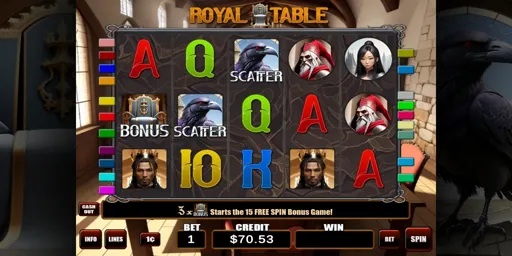 ROYAL TABLE
A Q SCATTER
BONUS SCATTER Q A
10 K A
CASH OUT
3 x BONUS Starts the 15 FREE SPIN Bonus Game!
BET CREDIT WIN
INFO LINES 1¢ 1 $70.53 BET SPIN